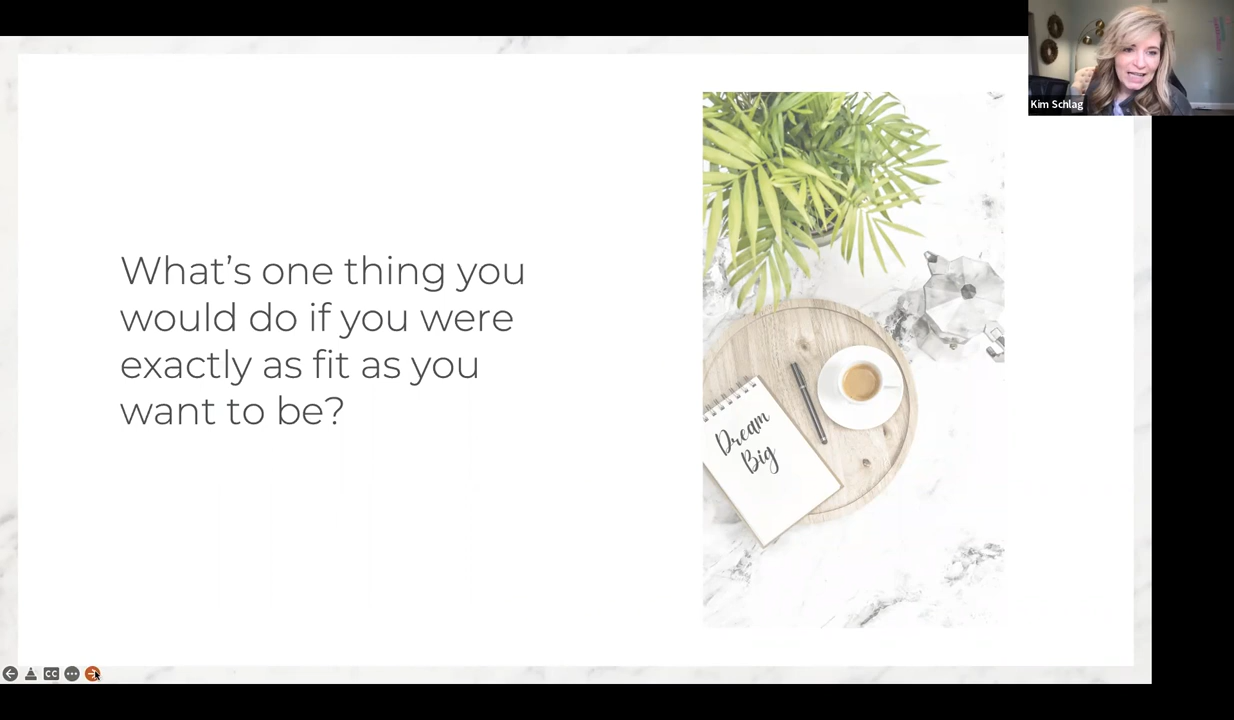 Kim Schlag
What's one thing you
would do if you were
exactly as fit as you
want to be?
Dream
Big
CC